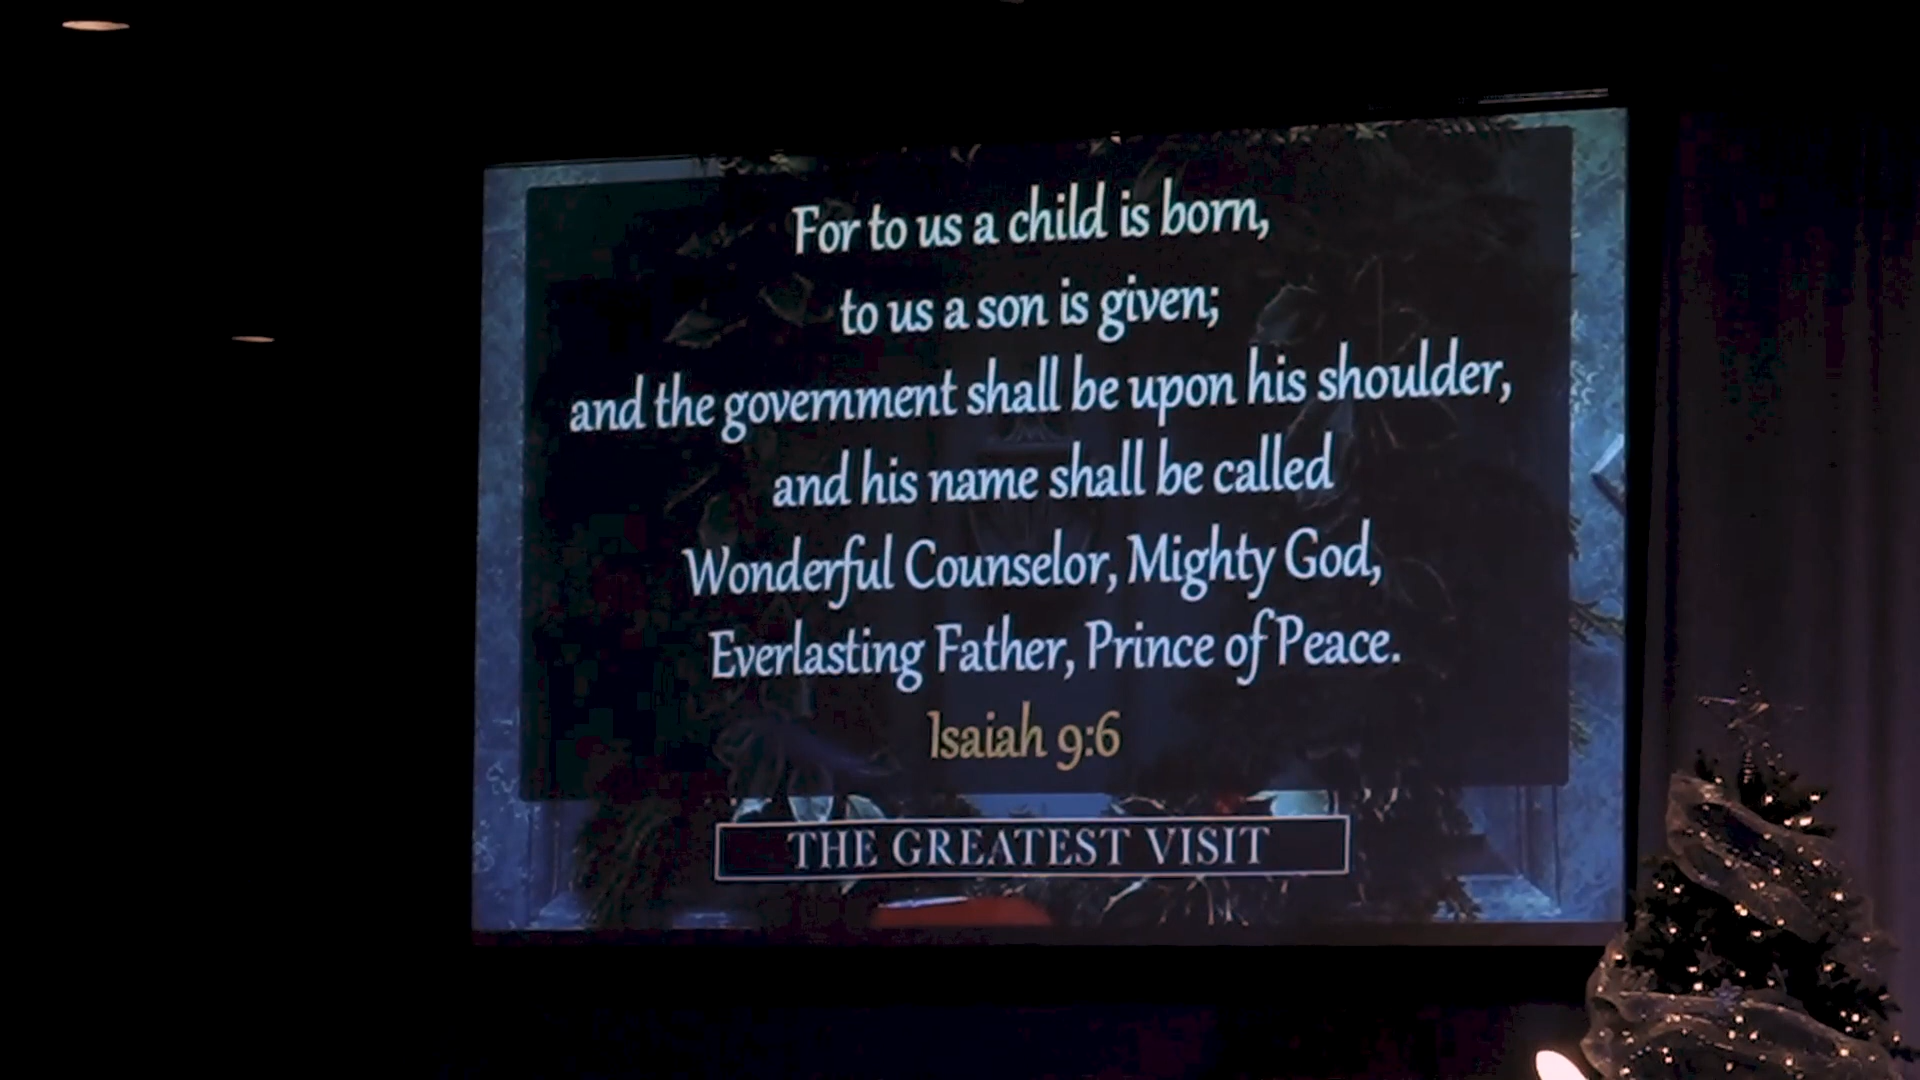 For to us a child is born,
to us a son is given;
and the government shall be upon his shoulder,
and his name shall be called
Wonderful Counselor, Mighty God,
Everlasting Father, Prince of Peace.
Isaiah 9:6
THE GREATEST VISIT